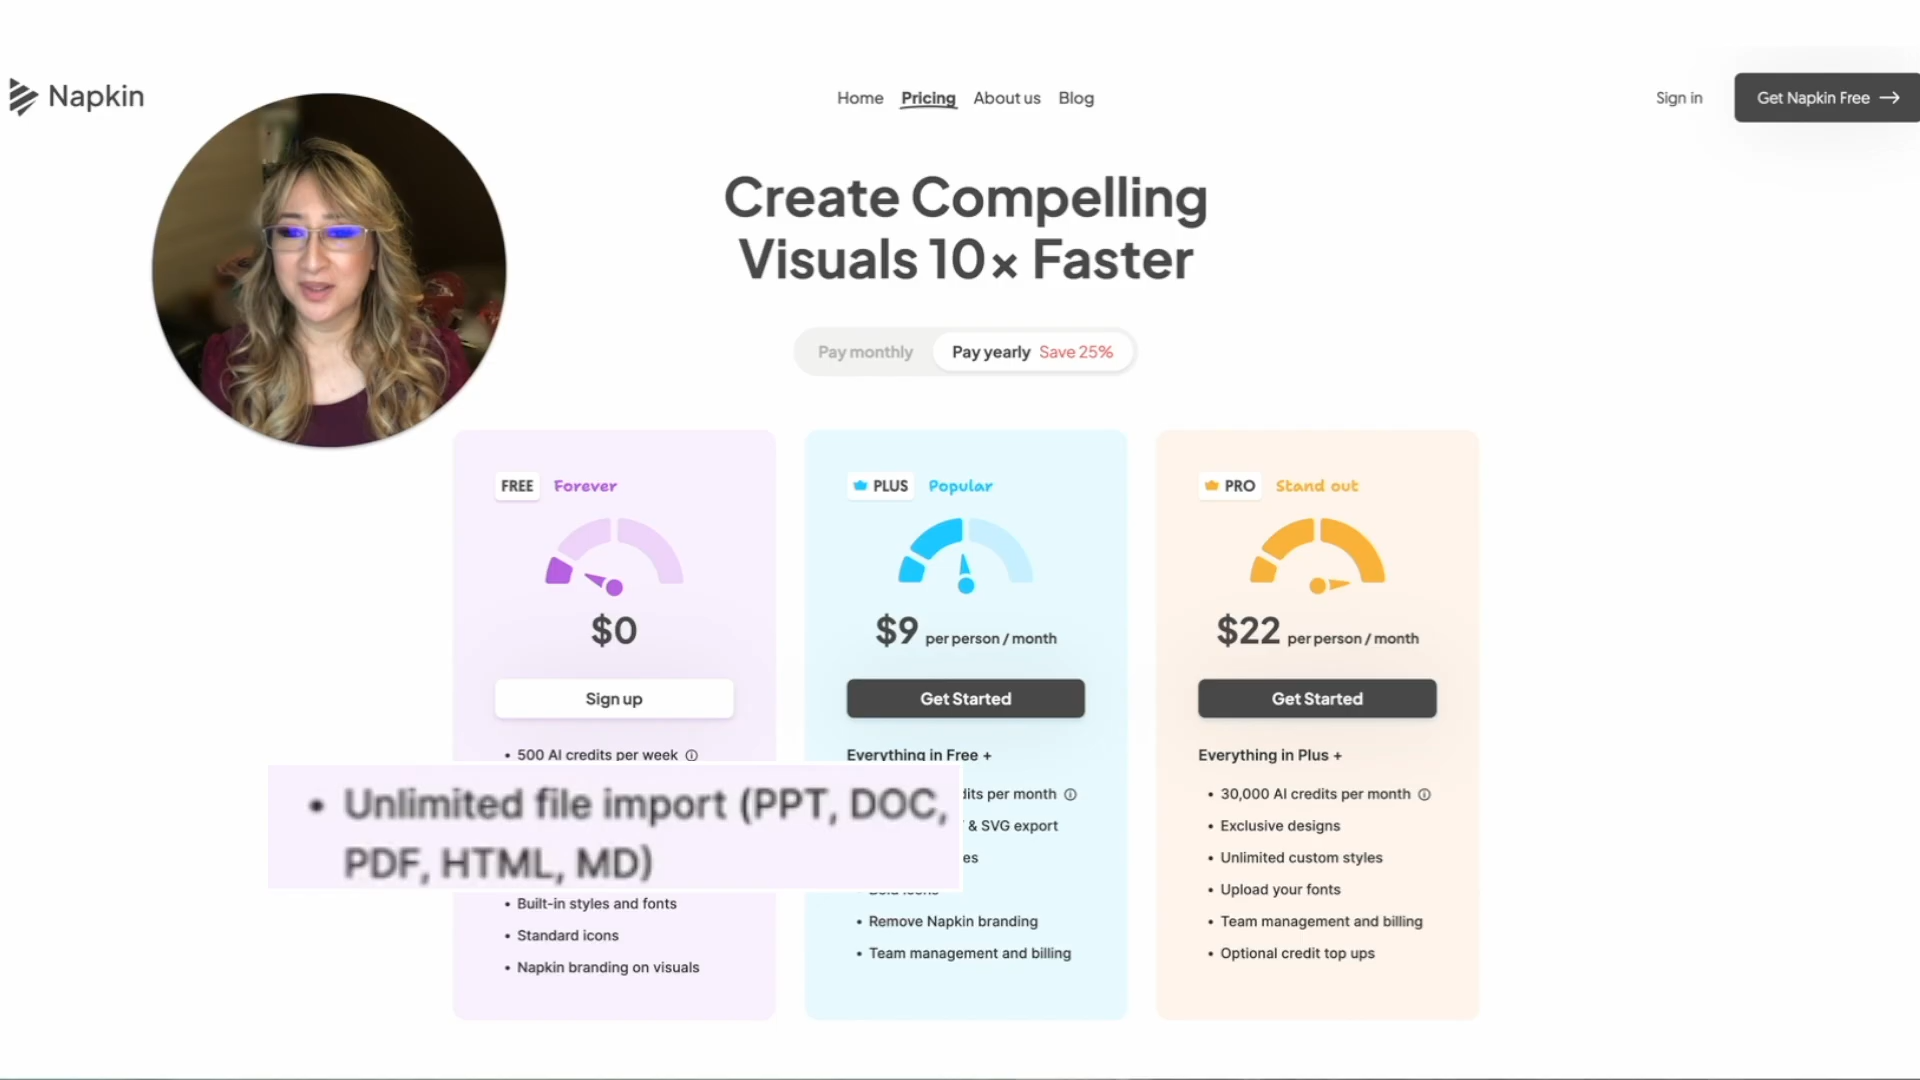 Napkin
Home Pricing About us Blog
Sign in
Get Napkin Free →
Create Compelling
Visuals 10× Faster
Pay monthly
Pay yearly Save 25%
FREE Forever
$0
Sign up
• 500 AI credits per week
• Unlimited file import (PPT, DOC,
PDF, HTML, MD)
• Built-in styles and fonts
• Standard icons
• Napkin branding on visuals
PLUS Popular
$9 per person / month
Get Started
Everything in Free +
per month
& SVG export
• Remove Napkin branding
• Team management and billing
PRO Stand out
$22 per person / month
Get Started
Everything in Plus +
• 30,000 AI credits per month
• Exclusive designs
• Unlimited custom styles
• Upload your fonts
• Team management and billing
• Optional credit top ups